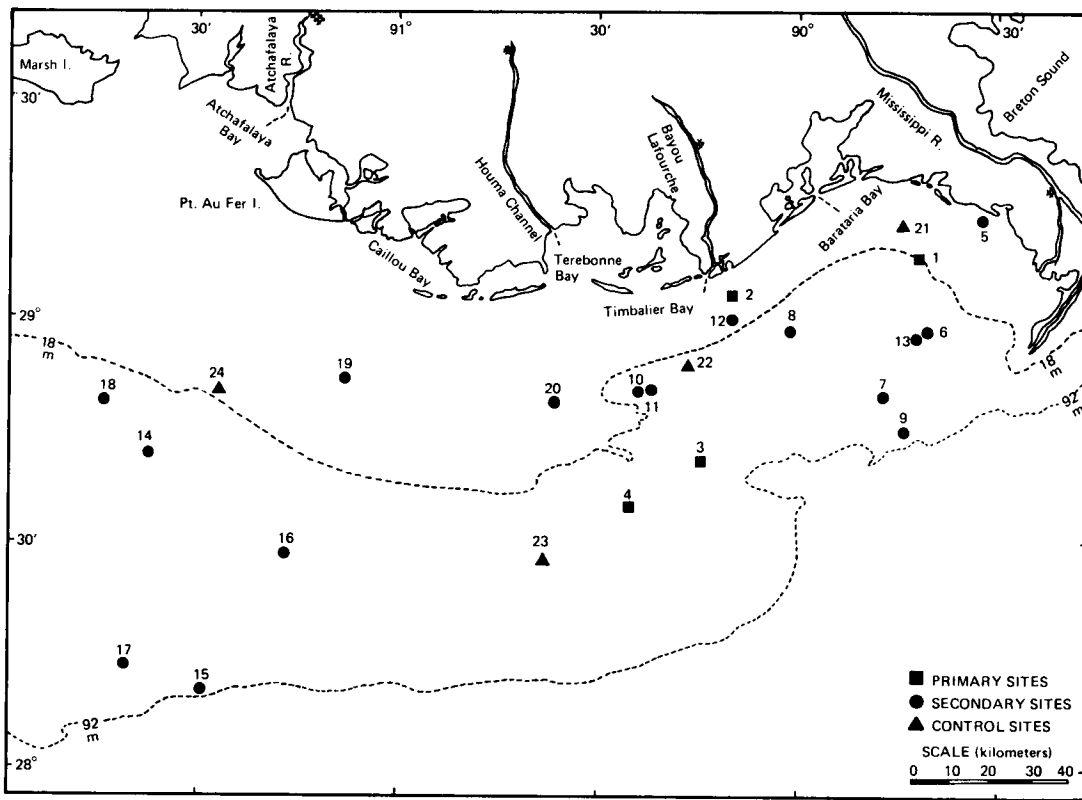 30'
91°
30'
90°
30'
Marsh I.
Atchafalaya
R.
30'
Atchafalaya
Bay
Pt. Au Fer I.
Caillou Bay
Houma Channel
Terebonne
Bay
Bayou
Lafourche
Timbalier Bay
Barataria Bay
Mississippi R.
Breton Sound
21
5
1
2
12
8
13
6
29°
18
m
18
m
92
m
24
19
18
20
10
11
22
7
9
14
3
4
30'
16
23
17
15
92
m
28°
PRIMARY SITES
SECONDARY SITES
CONTROL SITES
SCALE (kilometers)
0 10 20 30 40